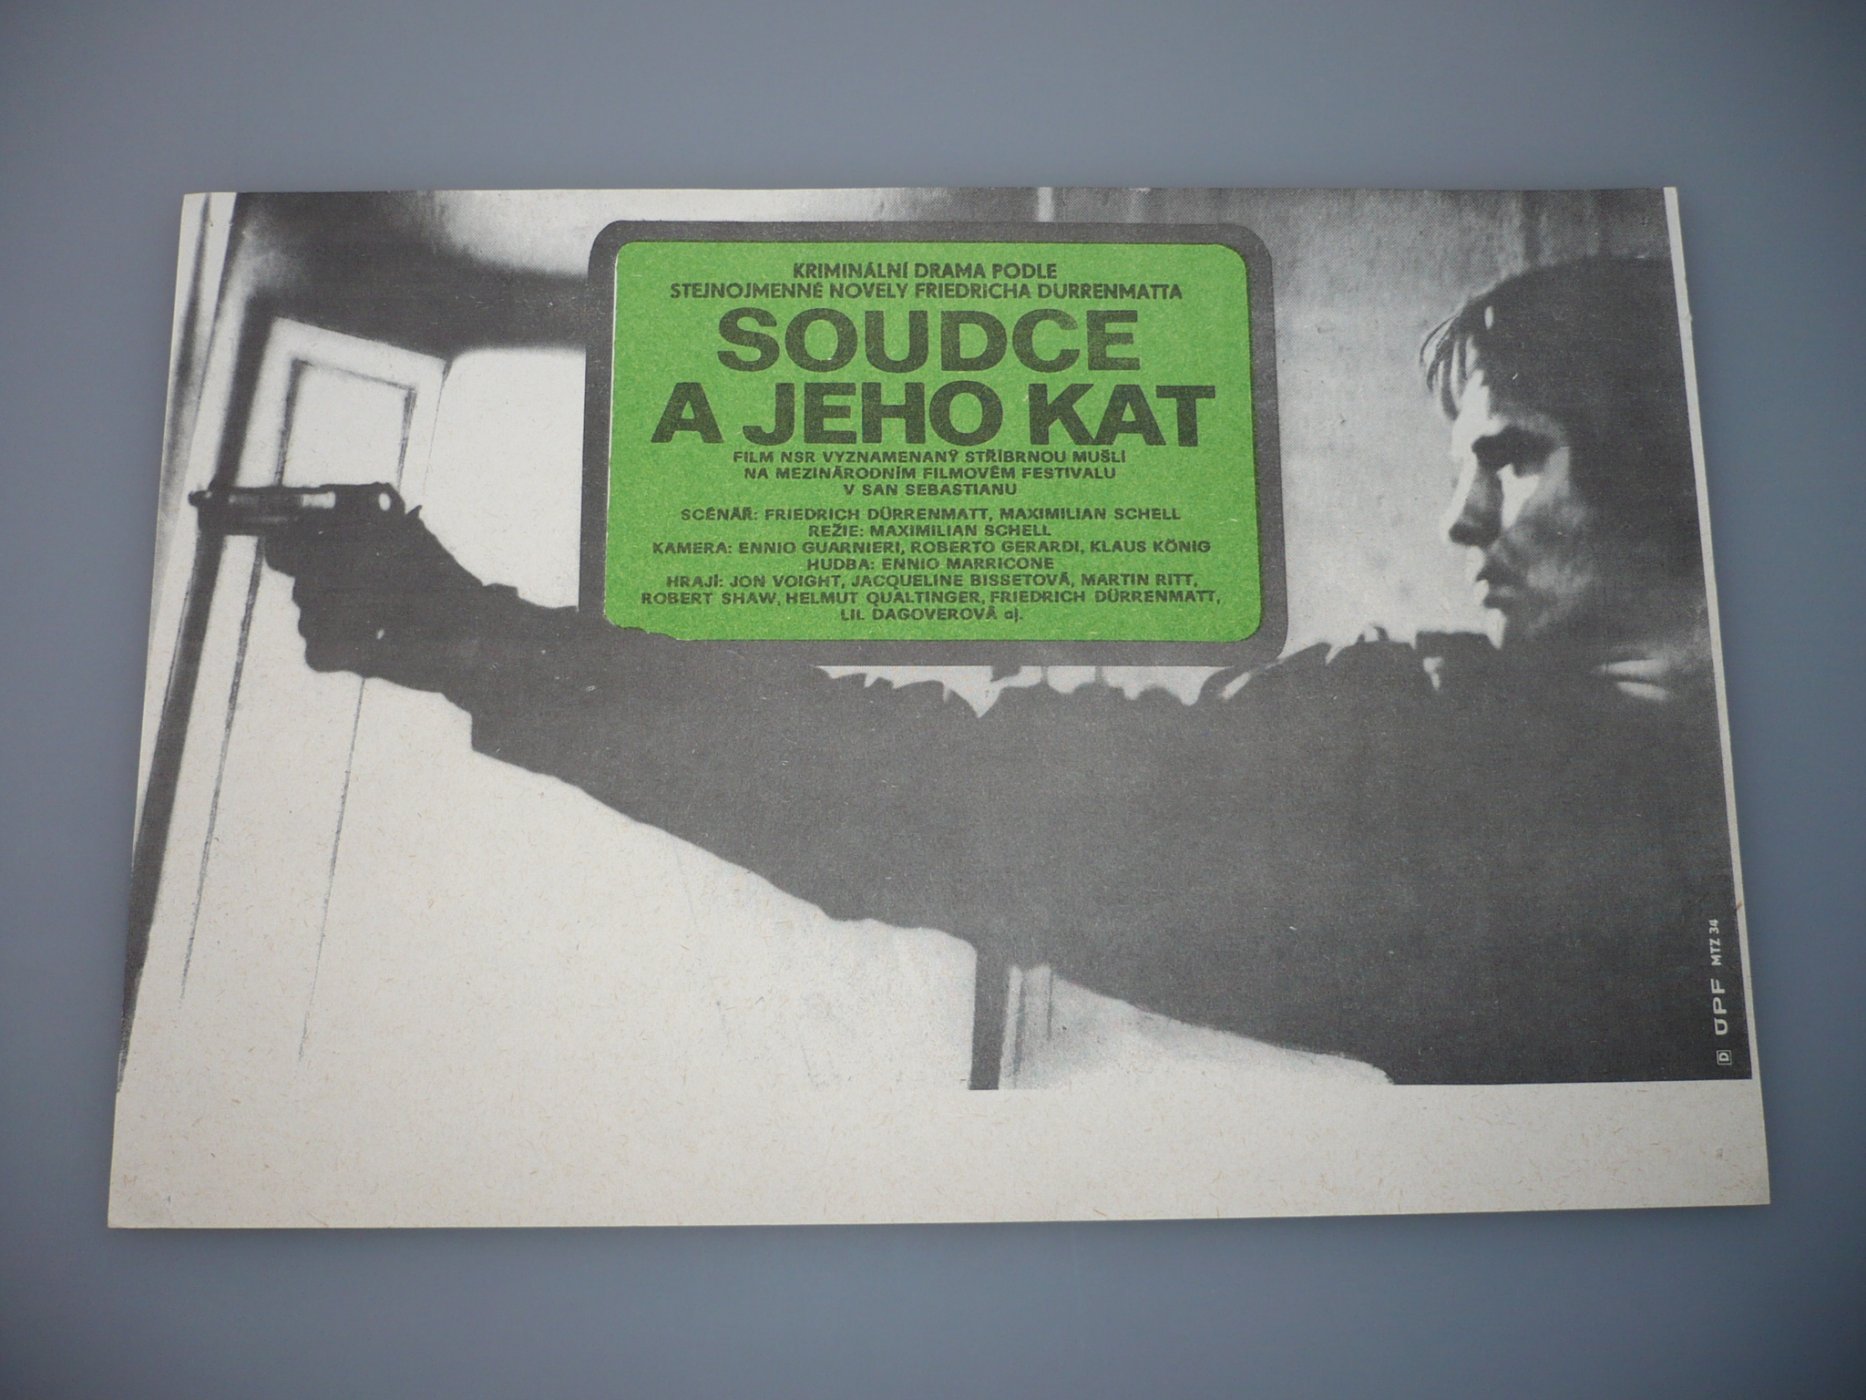 KRIMINÁLNÍ DRAMA PODLE
STEJNOJMENNÉ NOVELY FRIEDRICHA DURRENMATTA
SOUDCE
A JEHO KAT
FILM NSR VYZNAMENANÝ STŘÍBRNOU MUŠLI
NA MEZINÁRODNÍM FILMOVÉM FESTIVALU
V SAN SEBASTIANU
SCÉNÁŘ: FRIEDRICH DÜRRENMATT, MAXIMILIAN SCHELL
REŽIE: MAXIMILIAN SCHELL
KAMERA: ENNIO GUARNIERI, ROBERTO GERARDI, KLAUS KÖNIG
HUDBA: ENNIO MARRICONE
HRAJÍ: JON VOIGHT, JACQUELINE BISSETOVÁ, MARTIN RITT,
ROBERT SHAW, HELMUT QUALTINGER, FRIEDRICH DÜRRENMATT,
LIL DAGOVEROVÁ aj.
D ÚPF MTZ 34